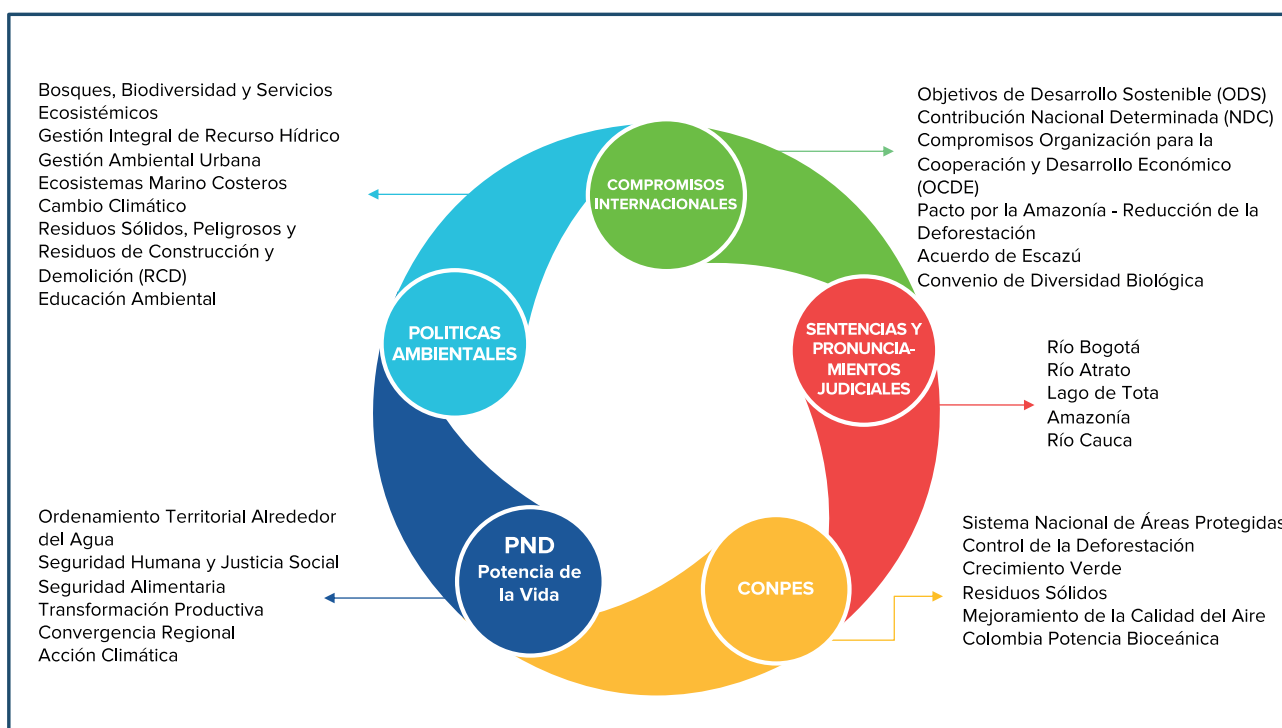 Bosques, Biodiversidad y Servicios
Ecosistémicos
Gestión Integral de Recurso Hídrico
Gestión Ambiental Urbana
Ecosistemas Marino Costeros
Cambio Climático
Residuos Sólidos, Peligrosos y
Residuos de Construcción y
Demolición (RCD)
Educación Ambiental
COMPROMISOS
INTERNACIONALES
Objetivos de Desarrollo Sostenible (ODS)
Contribución Nacional Determinada (NDC)
Compromisos Organización para la
Cooperación y Desarrollo Económico
(OCDE)
Pacto por la Amazonía - Reducción de la
Deforestación
Acuerdo de Escazú
Convenio de Diversidad Biológica
POLITICAS
AMBIENTALES
SENTENCIAS Y
PRONUNCIA-
MIENTOS
JUDICIALES
Río Bogotá
Río Atrato
Lago de Tota
Amazonía
Río Cauca
Ordenamiento Territorial Alrededor
del Agua
Seguridad Humana y Justicia Social
Seguridad Alimentaria
Transformación Productiva
Convergencia Regional
Acción Climática
PND
Potencia de
la Vida
CONPES
Sistema Nacional de Áreas Protegidas
Control de la Deforestación
Crecimiento Verde
Residuos Sólidos
Mejoramiento de la Calidad del Aire
Colombia Potencia Bioceánica